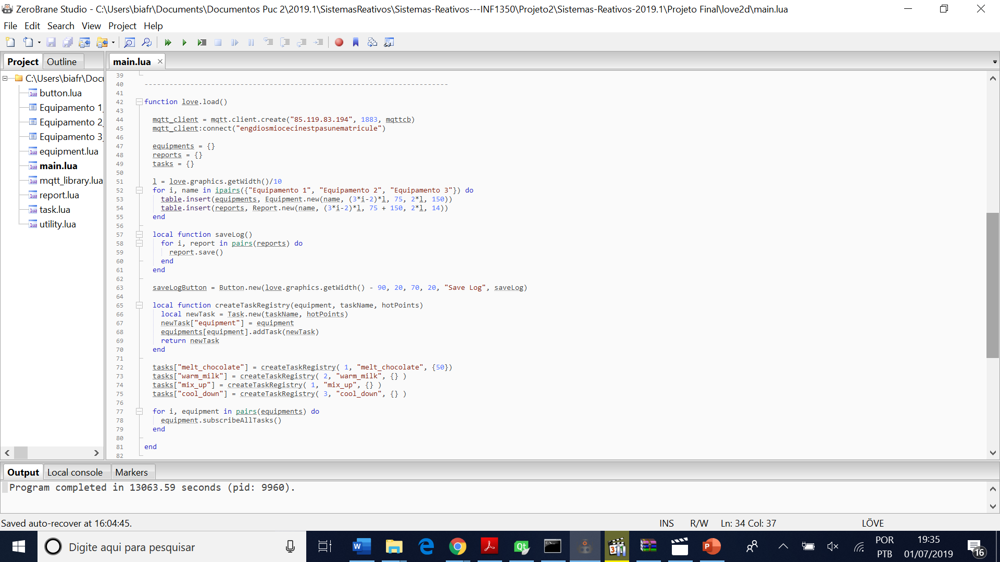 ZeroBrane Studio - C:\Users\biafr\Documents\Documentos Puc 2\2019.1\SistemasReativos\Sistemas-Reativos---INF1350\Projeto2\Sistemas-Reativos-2019.1\Projeto Final\love2d\main.lua
File Edit Search View Project Help
Project Outline
main.lua
C:\Users\biafr\Docu
button.lua
Equipamento 1_
Equipamento 2_
Equipamento 3_
equipment.lua
main.lua
mqtt_library.lua
report.lua
task.lua
utility.lua
39
40 -------------------------------------------------------------------------
41
42 function love.load()
43
44 mqtt_client = mqtt.client.create("85.119.83.194", 1883, mqttcb)
45 mqtt_client:connect("engdiosmiocecinestpasunematricule")
46
47 equipments = {}
48 reports = {}
49 tasks = {}
50
51 l = love.graphics.getWidth()/10
52 for i, name in ipairs({"Equipamento 1", "Equipamento 2", "Equipamento 3"}) do
53 table.insert(equipments, Equipment.new(name, (3*i-2)*l, 75, 2*l, 150))
54 table.insert(reports, Report.new(name, (3*i-2)*l, 75 + 150, 2*l, 14))
55 end
56
57 local function saveLog()
58 for i, report in pairs(reports) do
59 report.save()
60 end
61 end
62
63 saveLogButton = Button.new(love.graphics.getWidth() - 90, 20, 70, 20, "Save Log", saveLog)
64
65 local function createTaskRegistry(equipment, taskName, hotPoints)
66 local newTask = Task.new(taskName, hotPoints)
67 newTask["equipment"] = equipment
68 equipments[equipment].addTask(newTask)
69 return newTask
70 end
71
72 tasks["melt_chocolate"] = createTaskRegistry( 1, "melt_chocolate", {50})
73 tasks["warm_milk"] = createTaskRegistry( 2, "warm_milk", {} )
74 tasks["mix_up"] = createTaskRegistry( 1, "mix_up", {} )
75 tasks["cool_down"] = createTaskRegistry( 3, "cool_down", {} )
76
77 for i, equipment in pairs(equipments) do
78 equipment.subscribeAllTasks()
79 end
80
81 end
82
Output Local console Markers
Program completed in 13063.59 seconds (pid: 9960).
Saved auto-recover at 16:04:45. INS R/W Ln: 34 Col: 37 LÖVE
Digite aqui para pesquisar
POR
PTB
19:35
01/07/2019
16